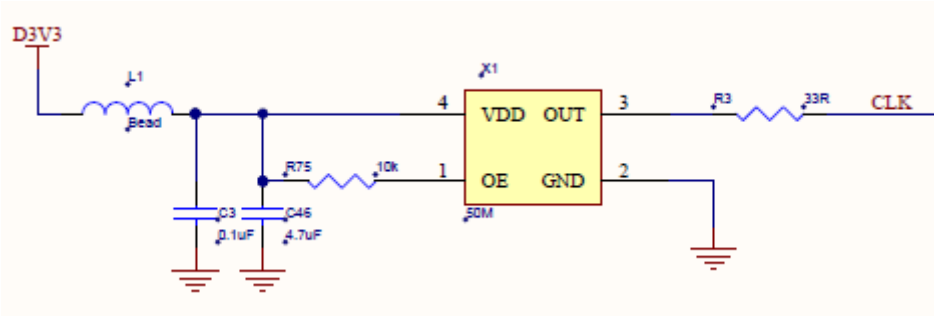 D3V3
L1
Bead
X1
4
VDD OUT
3
R3
33R
CLK
R75
10k
1
OE GND
2
C3
0.1uF
C46
4.7uF
50M